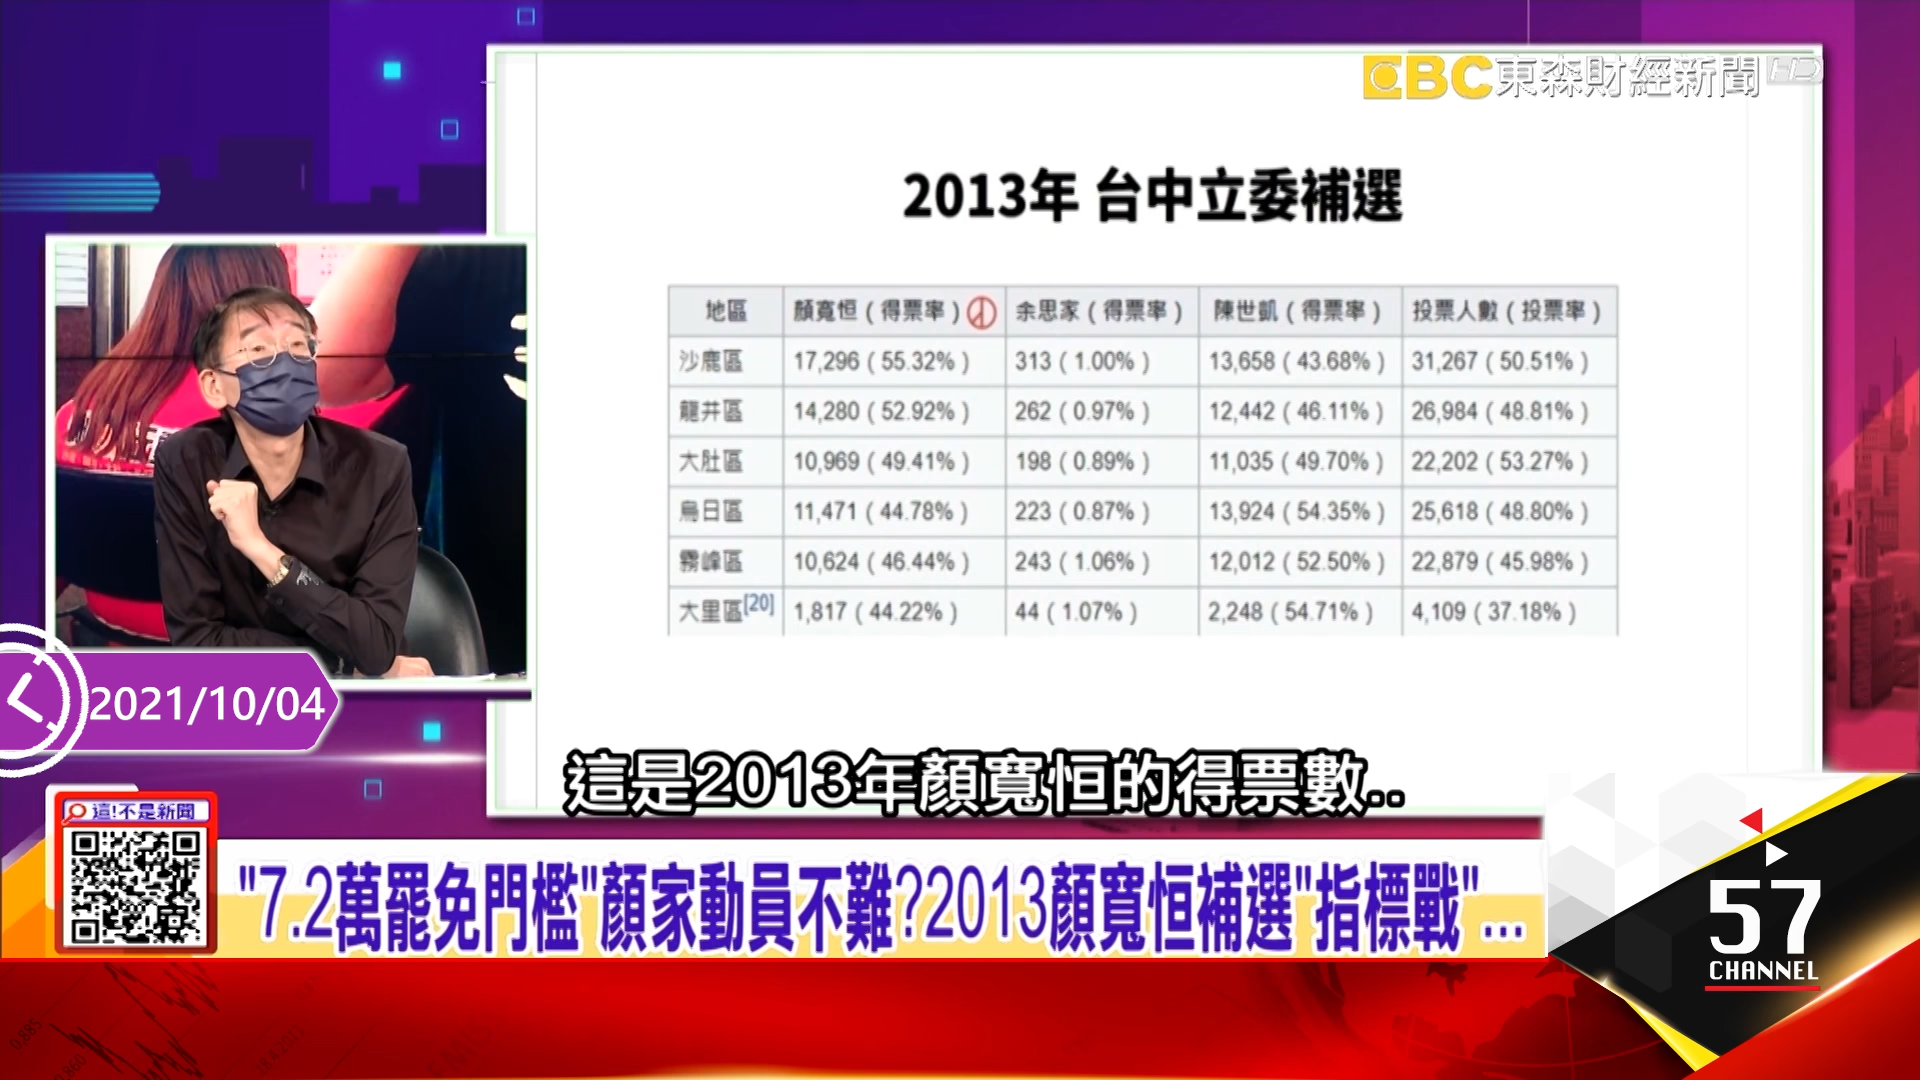 EBC東森財經新聞HD
2013年 台中立委補選
地區 顏寬恒（得票率） 余思家（得票率） 陳世凱（得票率） 投票人數（投票率）
沙鹿區 17,296（55.32%） 313（1.00%） 13,658（43.68%） 31,267（50.51%）
龍井區 14,280（52.92%） 262（0.97%） 12,442（46.11%） 26,984（48.81%）
大肚區 10,969（49.41%） 198（0.89%） 11,035（49.70%） 22,202（53.27%）
烏日區 11,471（44.78%） 223（0.87%） 13,924（54.35%） 25,618（48.80%）
霧峰區 10,624（46.44%） 243（1.06%） 12,012（52.50%） 22,879（45.98%）
大里區[20] 1,817（44.22%） 44（1.07%） 2,248（54.71%） 4,109（37.18%）
2021/10/04
這是2013年顏寬恒的得票數..
這!不是新聞
"7.2萬罷免門檻"顏家動員不難?2013顏寬恒補選"指標戰"...
57
CHANNEL